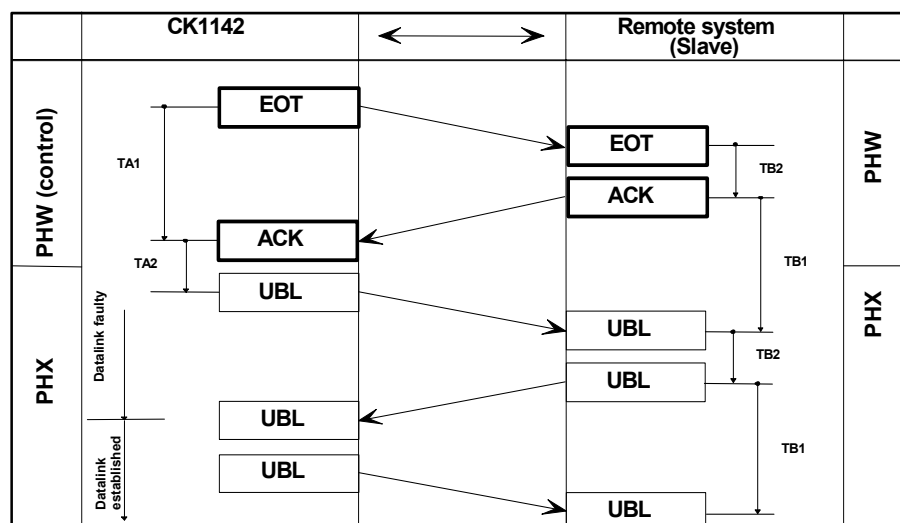 CK1142
Remote system
(Slave)
PHW (control)
PHX
TA1
TA2
Datalink faulty
Datalink
established
EOT
ACK
UBL
UBL
UBL
EOT
ACK
UBL
UBL
UBL
TB2
TB1
TB2
TB1
PHW
PHX